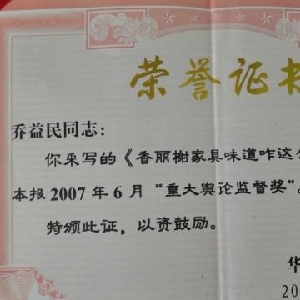 荣誉证书
乔益民同志：
你采写的《香丽榭家具味道咋这
本报2007年6月“重大舆论监督奖”。
特颁此证，以资鼓励。
华
20